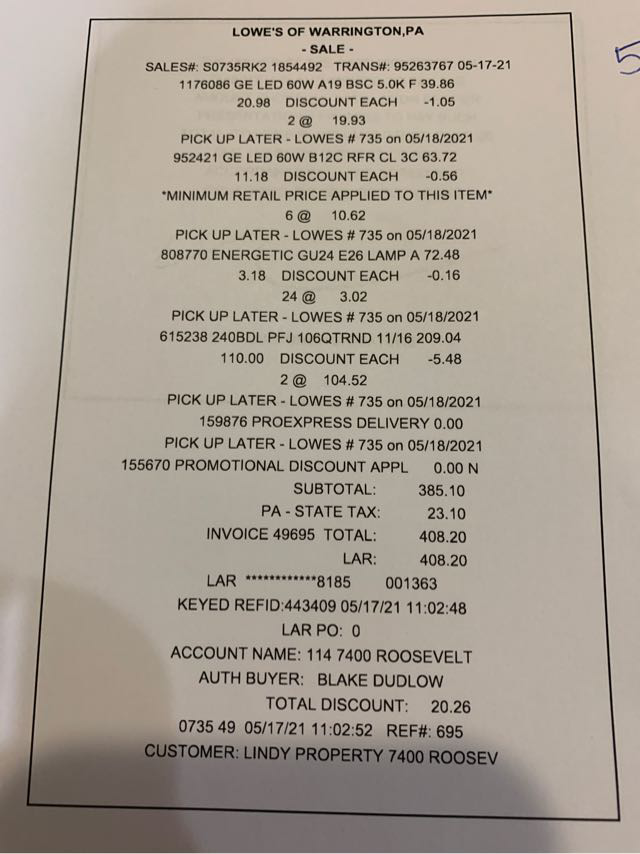 LOWE'S OF WARRINGTON,PA
- SALE -
SALES#: S0735RK2 1854492 TRANS#: 95263767 05-17-21
1176086 GE LED 60W A19 BSC 5.0K F 39.86
20.98 DISCOUNT EACH -1.05
2 @ 19.93
PICK UP LATER - LOWES # 735 on 05/18/2021
952421 GE LED 60W B12C RFR CL 3C 63.72
11.18 DISCOUNT EACH -0.56
*MINIMUM RETAIL PRICE APPLIED TO THIS ITEM*
6 @ 10.62
PICK UP LATER - LOWES # 735 on 05/18/2021
808770 ENERGETIC GU24 E26 LAMP A 72.48
3.18 DISCOUNT EACH -0.16
24 @ 3.02
PICK UP LATER - LOWES # 735 on 05/18/2021
615238 240BDL PFJ 106QTRND 11/16 209.04
110.00 DISCOUNT EACH -5.48
2 @ 104.52
PICK UP LATER - LOWES # 735 on 05/18/2021
159876 PROEXPRESS DELIVERY 0.00
PICK UP LATER - LOWES # 735 on 05/18/2021
155670 PROMOTIONAL DISCOUNT APPL 0.00 N
SUBTOTAL: 385.10
PA - STATE TAX: 23.10
INVOICE 49695 TOTAL: 408.20
LAR: 408.20
LAR ************8185 001363
KEYED REFID:443409 05/17/21 11:02:48
LAR PO: 0
ACCOUNT NAME: 114 7400 ROOSEVELT
AUTH BUYER: BLAKE DUDLOW
TOTAL DISCOUNT: 20.26
0735 49 05/17/21 11:02:52 REF#: 695
CUSTOMER: LINDY PROPERTY 7400 ROOSEV